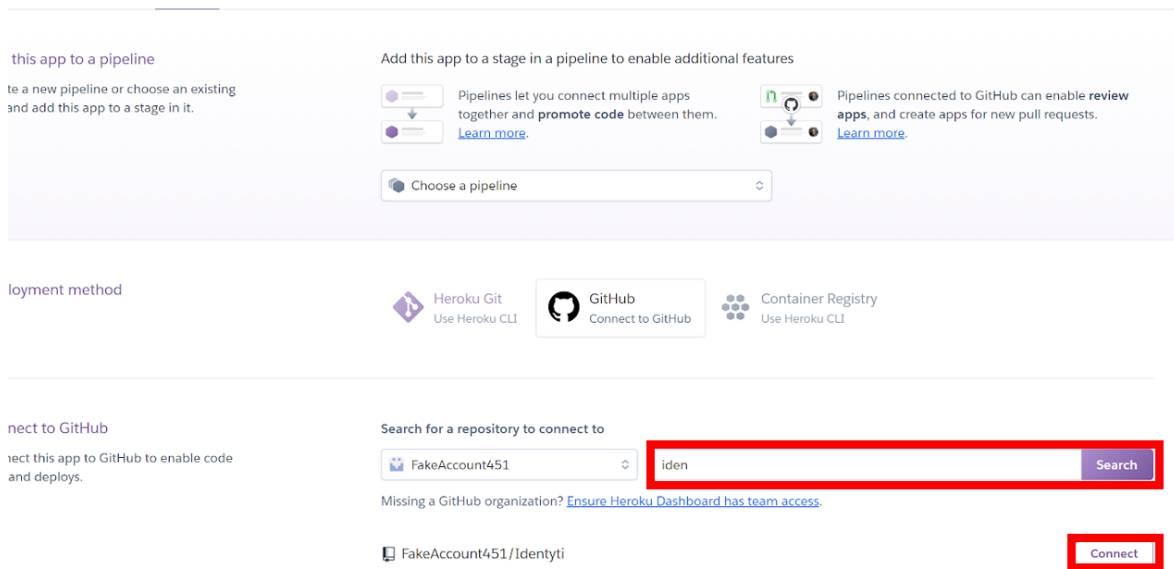 this app to a pipeline
te a new pipeline or choose an existing
and add this app to a stage in it.
Add this app to a stage in a pipeline to enable additional features
Pipelines let you connect multiple apps
together and promote code between them.
Learn more.
Pipelines connected to GitHub can enable review
apps, and create apps for new pull requests.
Learn more.
Choose a pipeline
loyment method
Heroku Git
Use Heroku CLI
GitHub
Connect to GitHub
Container Registry
Use Heroku CLI
nect to GitHub
nect this app to GitHub to enable code
and deploys.
Search for a repository to connect to
FakeAccount451
iden
Search
Missing a GitHub organization? Ensure Heroku Dashboard has team access.
FakeAccount451/Identyti
Connect